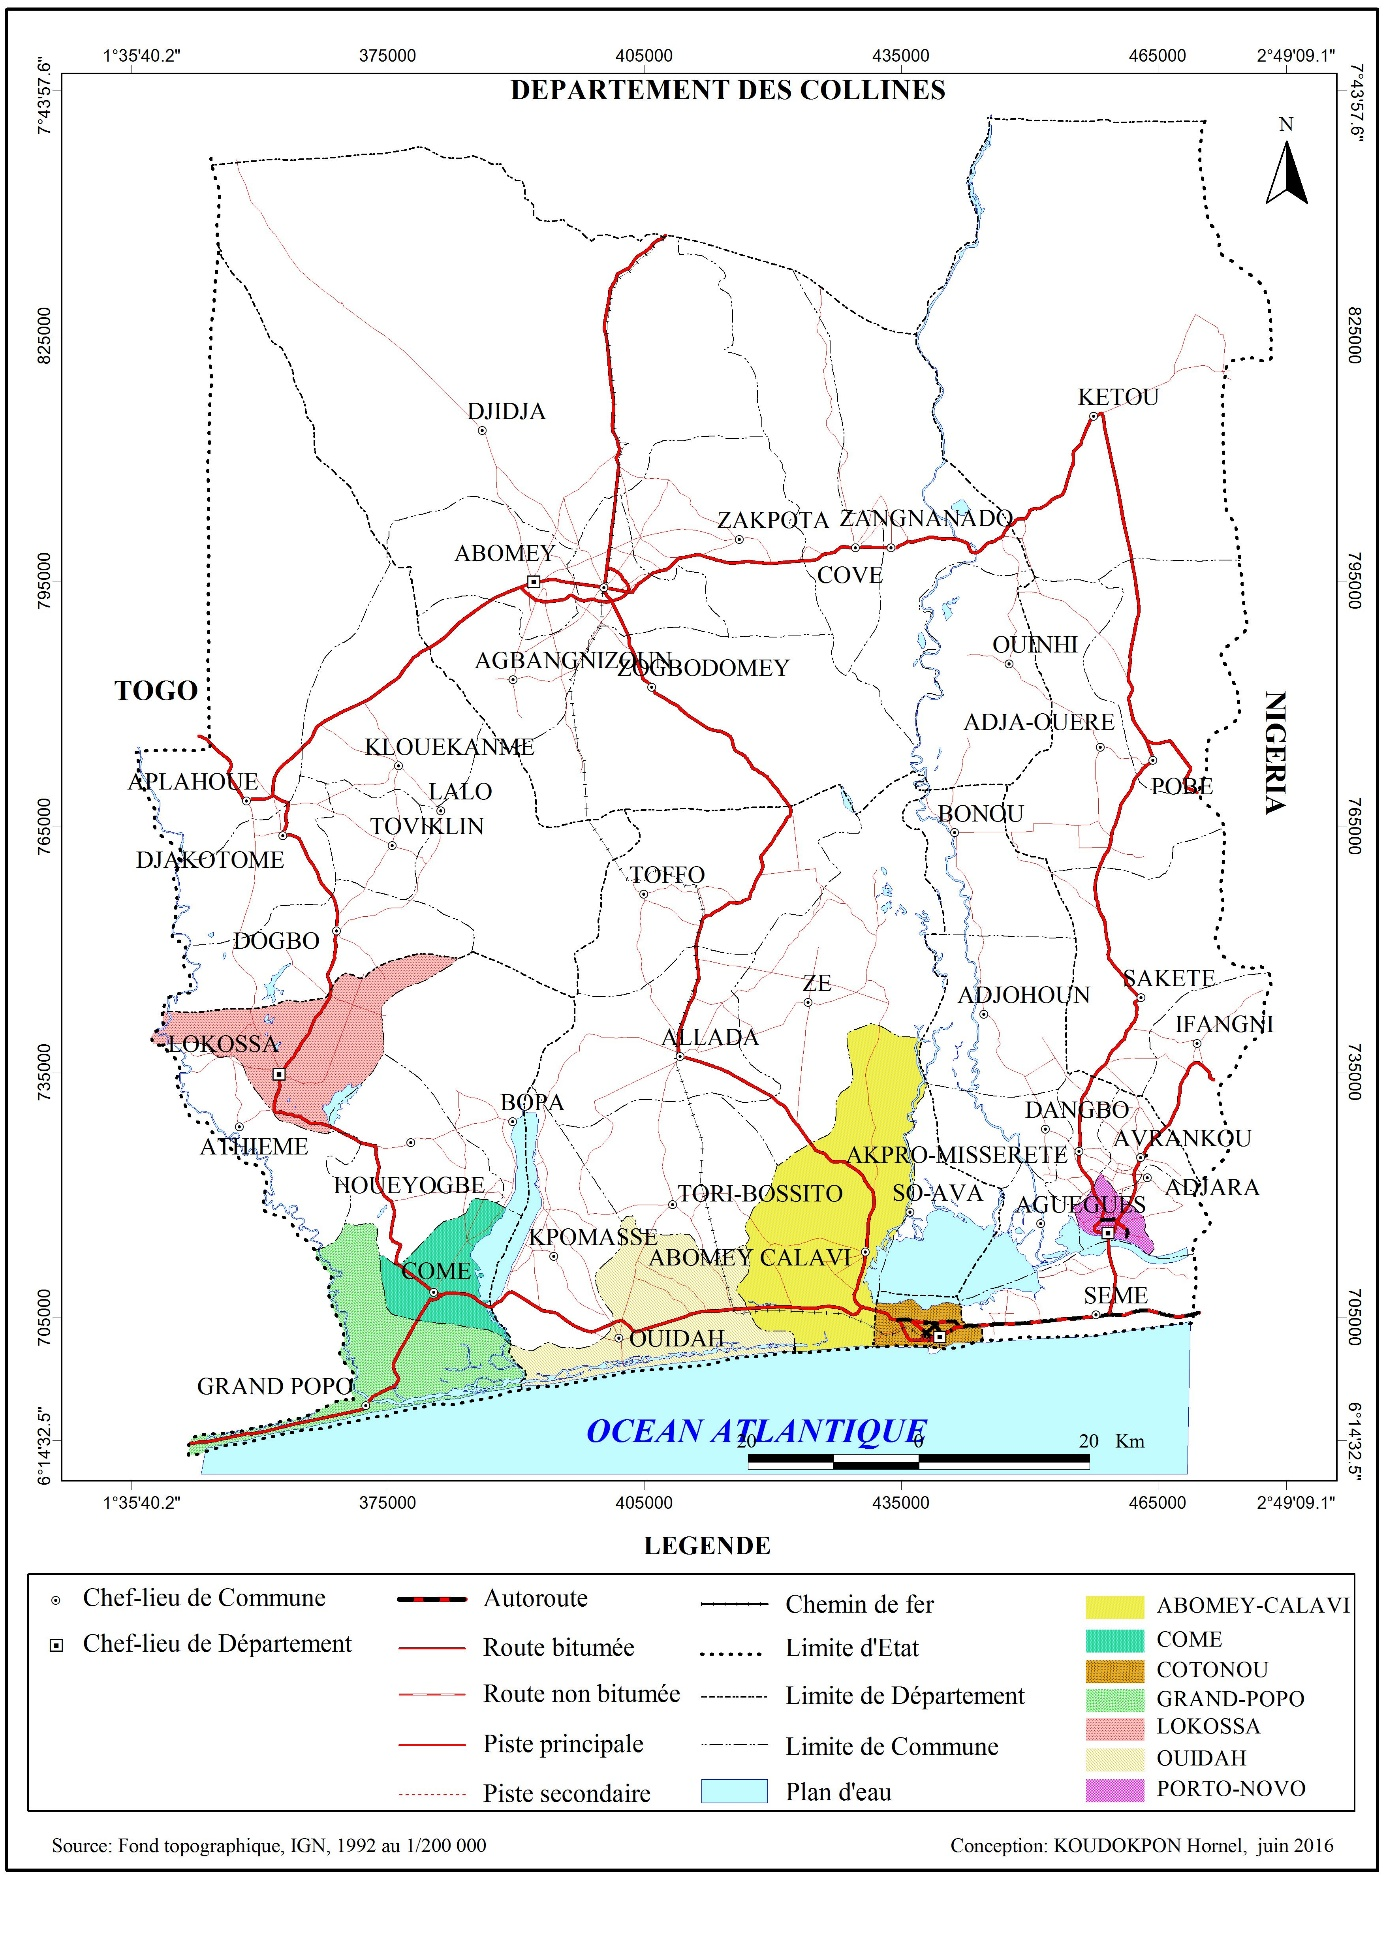 1°35'40.2" 375000 405000 435000 465000 2°49'09.1"
7°43'57.6"
7°43'57.6"
DEPARTEMENT DES COLLINES
N
825000
825000
KETOU
DJIDJA
ZAKPOTA ZANGNANADO
ABOMEY
COVE
795000
795000
OUINHI
AGBANGNIZOUN
ZOGBODOMEY
TOGO
NIGERIA
ADJA-OUERE
KLOUEKANME
APLAHOUE
POBE
LALO
BONOU
TOVIKLIN
765000
765000
DJAKOTOME
TOFFO
DOGBO
SAKETE
ZE
ADJOHOUN
IFANGNI
ALLADA
LOKOSSA
735000
735000
BOPA
DANGBO
AVRANKOU
ATHIEME
AKPRO-MISSERETE
HOUEYOGBE
ADJARA
TORI-BOSSITO
SO-AVA
AGUEGUES
KPOMASSE
ABOMEY CALAVI
COME
SEME
705000
705000
OUIDAH
GRAND POPO
OCEAN ATLANTIQUE
20 0 20 Km
6°14'32.5"
6°14'32.5"
1°35'40.2" 375000 405000 435000 465000 2°49'09.1"
LEGENDE
Chef-lieu de Commune
Chef-lieu de Département
Autoroute
Route bitumée
Route non bitumée
Piste principale
Piste secondaire
Chemin de fer
Limite d'Etat
Limite de Département
Limite de Commune
Plan d'eau
ABOMEY-CALAVI
COME
COTONOU
GRAND-POPO
LOKOSSA
OUIDAH
PORTO-NOVO
Source: Fond topographique, IGN, 1992 au 1/200 000
Conception: KOUDOKPON Hornel, juin 2016